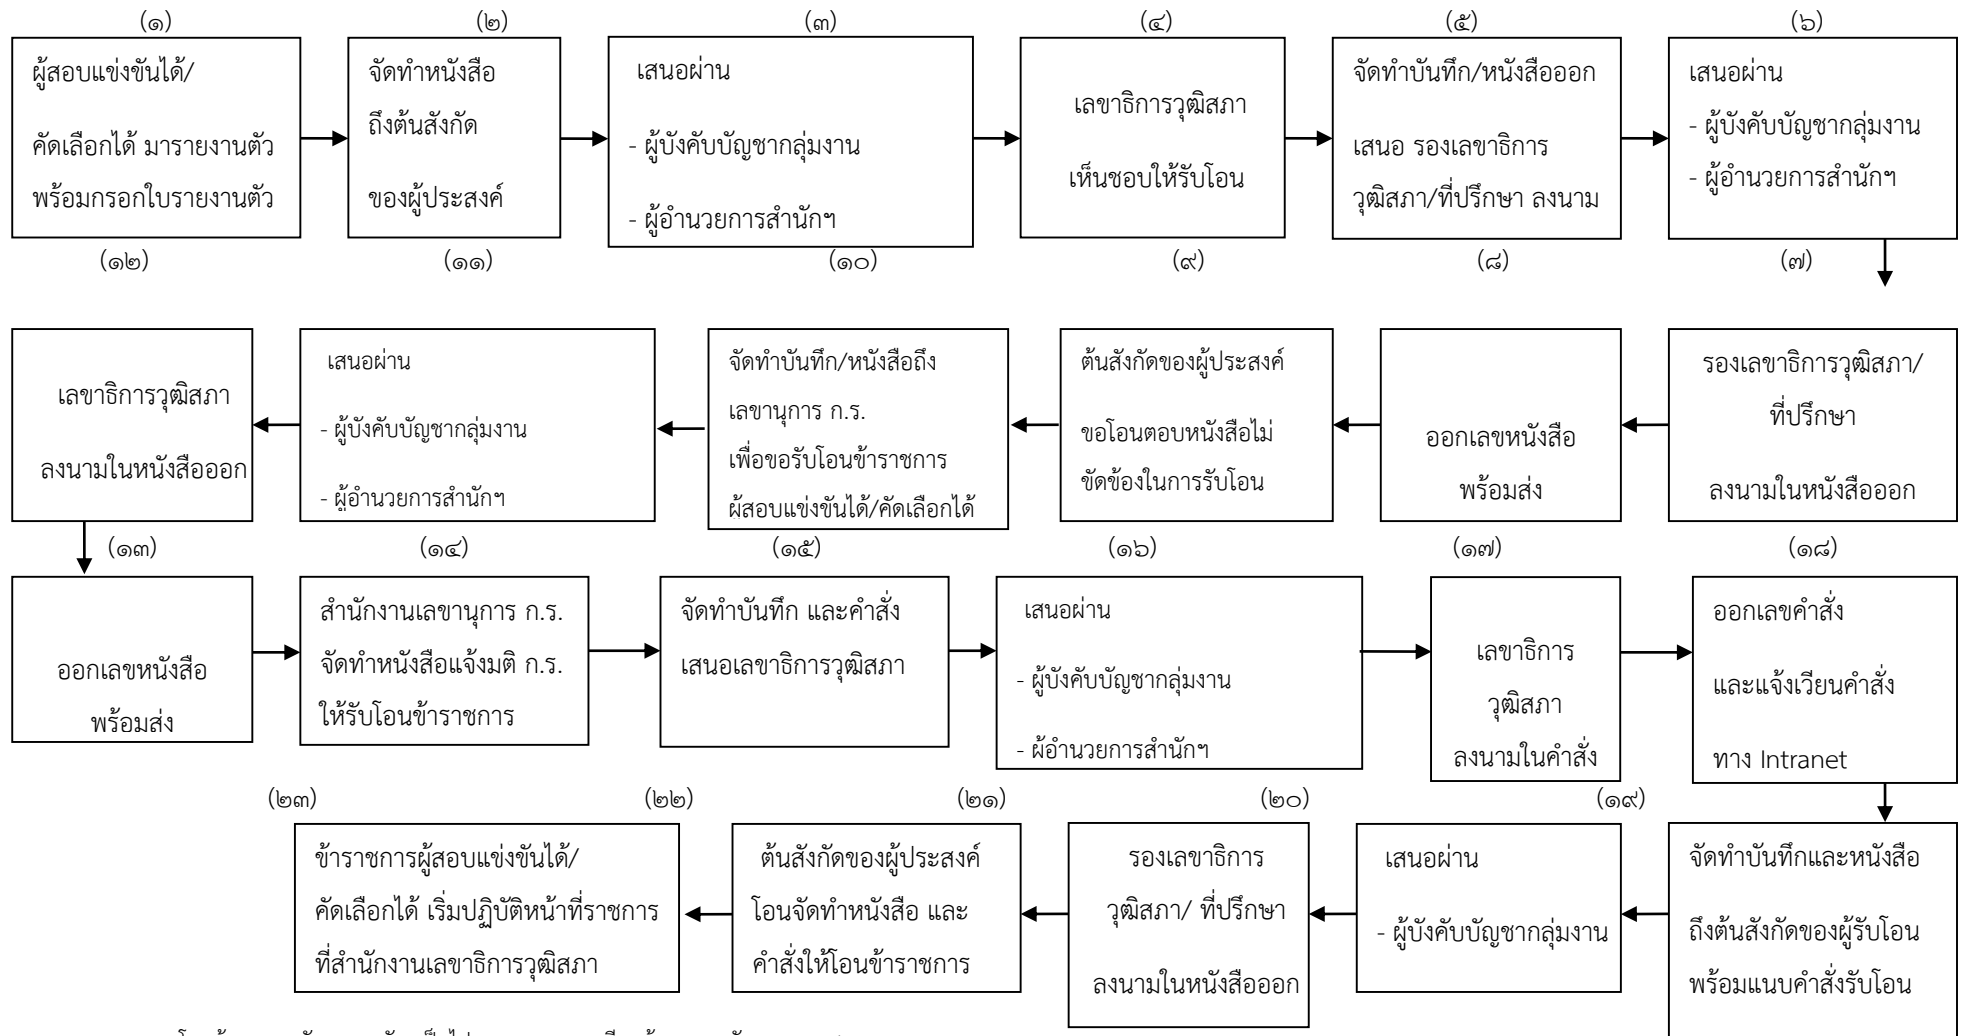 (๑)
(๒)
(๓)
(๔)
(๕)
(๖)
ผู้สอบแข่งขันได้/
คัดเลือกได้ มารายงานตัว
พร้อมกรอกใบรายงานตัว
จัดทำหนังสือ
ถึงต้นสังกัด
ของผู้ประสงค์
เสนอผ่าน
- ผู้บังคับบัญชากลุ่มงาน
- ผู้อำนวยการสำนักฯ
เลขาธิการวุฒิสภา
เห็นชอบให้รับโอน
จัดทำบันทึก/หนังสือออก
เสนอ รองเลขาธิการ
วุฒิสภา/ที่ปรึกษา ลงนาม
เสนอผ่าน
- ผู้บังคับบัญชากลุ่มงาน
- ผู้อำนวยการสำนักฯ
(๗)
(๘)
(๙)
(๑๐)
(๑๑)
(๑๒)
รองเลขาธิการวุฒิสภา/
ที่ปรึกษา
ลงนามในหนังสือออก
ออกเลขหนังสือ
พร้อมส่ง
ต้นสังกัดของผู้ประสงค์
ขอโอนตอบหนังสือไม่
ขัดข้องในการรับโอน
จัดทำบันทึก/หนังสือถึง
เลขานุการ ก.ร.
เพื่อขอรับโอนข้าราชการ
ผู้สอบแข่งขันได้/คัดเลือกได้
เสนอผ่าน
- ผู้บังคับบัญชากลุ่มงาน
- ผู้อำนวยการสำนักฯ
เลขาธิการวุฒิสภา
ลงนามในหนังสือออก
(๑๓)
(๑๔)
(๑๕)
(๑๖)
(๑๗)
(๑๘)
ออกเลขหนังสือ
พร้อมส่ง
สำนักงานเลขานุการ ก.ร.
จัดทำหนังสือแจ้งมติ ก.ร.
ให้รับโอนข้าราชการ
จัดทำบันทึก และคำสั่ง
เสนอเลขาธิการวุฒิสภา
เสนอผ่าน
- ผู้บังคับบัญชากลุ่มงาน
- ผู้อำนวยการสำนักฯ
เลขาธิการ
วุฒิสภา
ลงนามในคำสั่ง
ออกเลขคำสั่ง
และแจ้งเวียนคำสั่ง
ทาง Intranet
(๑๙)
(๒๐)
(๒๑)
(๒๒)
(๒๓)
จัดทำบันทึกและหนังสือ
ถึงต้นสังกัดของผู้รับโอน
พร้อมแนบคำสั่งรับโอน
เสนอผ่าน
- ผู้บังคับบัญชากลุ่มงาน
รองเลขาธิการ
วุฒิสภา/ ที่ปรึกษา
ลงนามในหนังสือออก
ต้นสังกัดของผู้ประสงค์
โอนจัดทำหนังสือ และ
คำสั่งให้โอนข้าราชการ
ข้าราชการผู้สอบแข่งขันได้/
คัดเลือกได้ เริ่มปฏิบัติหน้าที่ราชการ
ที่สำนักงานเลขาธิการวุฒิสภา